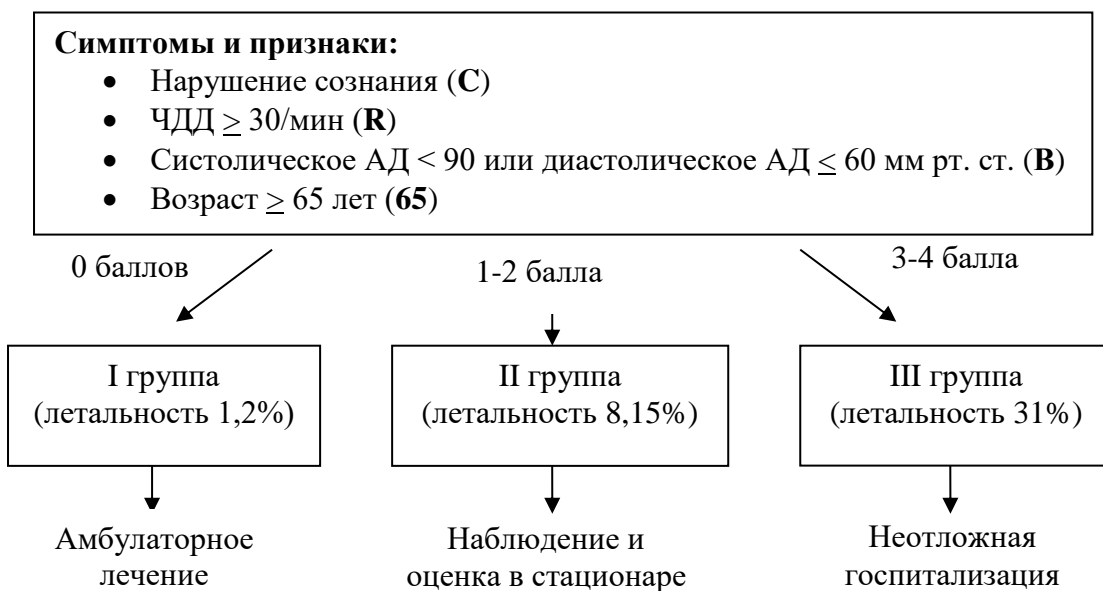 Симптомы и признаки:
• Нарушение сознания (C)
• ЧДД ≥ 30/мин (R)
• Систолическое АД < 90 или диастолическое АД ≤ 60 мм рт. ст. (B)
• Возраст ≥ 65 лет (65)
0 баллов
1-2 балла
3-4 балла
I группа
(летальность 1,2%)
II группа
(летальность 8,15%)
III группа
(летальность 31%)
Амбулаторное
лечение
Наблюдение и
оценка в стационаре
Неотложная
госпитализация